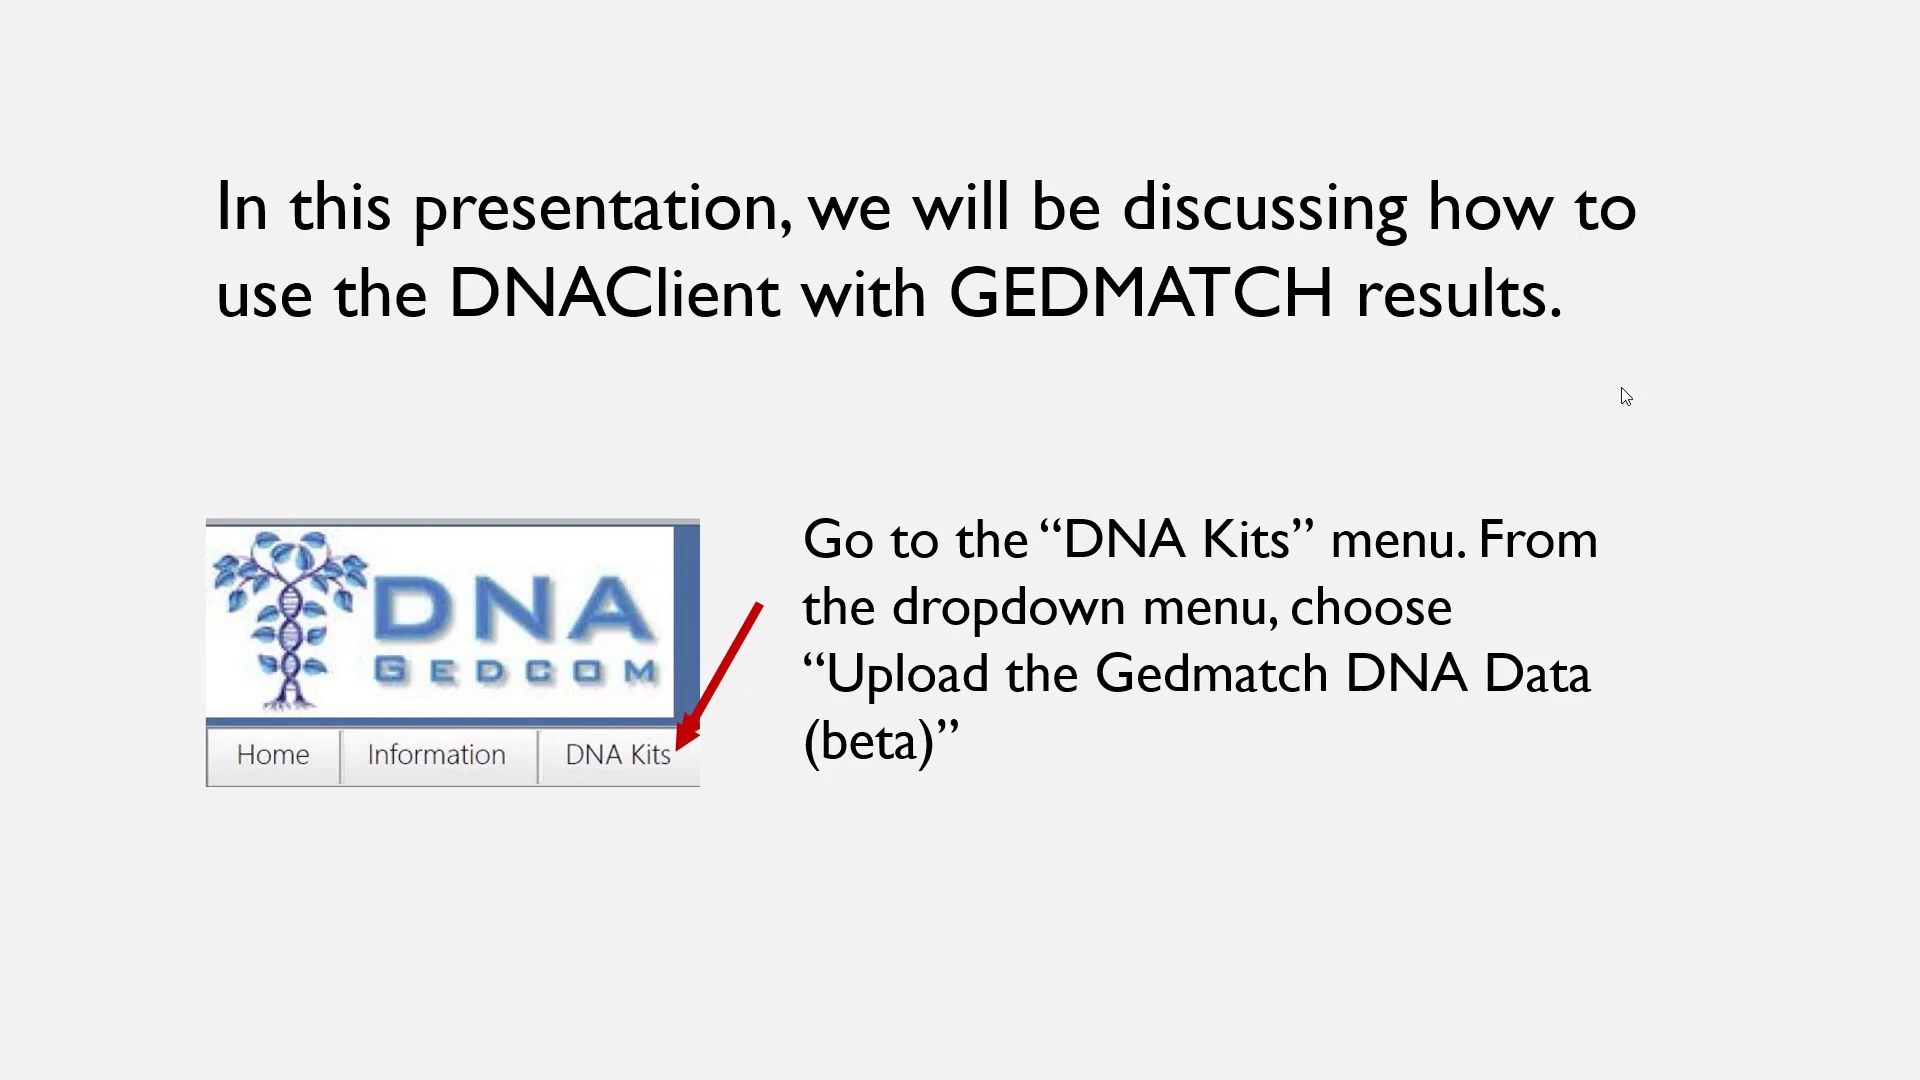 In this presentation, we will be discussing how to
use the DNAClient with GEDMATCH results.
DNA
GEDCOM
Home
Information
DNA Kits
Go to the “DNA Kits” menu. From
the dropdown menu, choose
“Upload the Gedmatch DNA Data
(beta)”